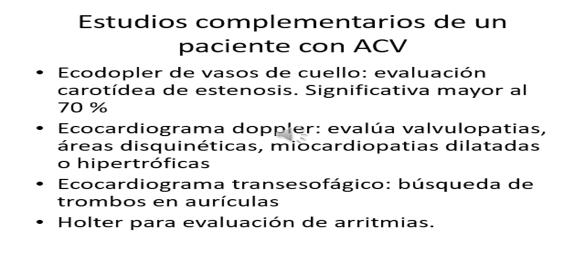 Estudios complementarios de un
paciente con ACV
• Ecodopler de vasos de cuello: evaluación
carotídea de estenosis. Significativa mayor al
70 %
• Ecocardiograma doppler: evalúa valvulopatias,
áreas disquinéticas, miocardiopatias dilatadas
o hipertróficas
• Ecocardiograma transesofágico: búsqueda de
trombos en aurículas
• Holter para evaluación de arritmias.